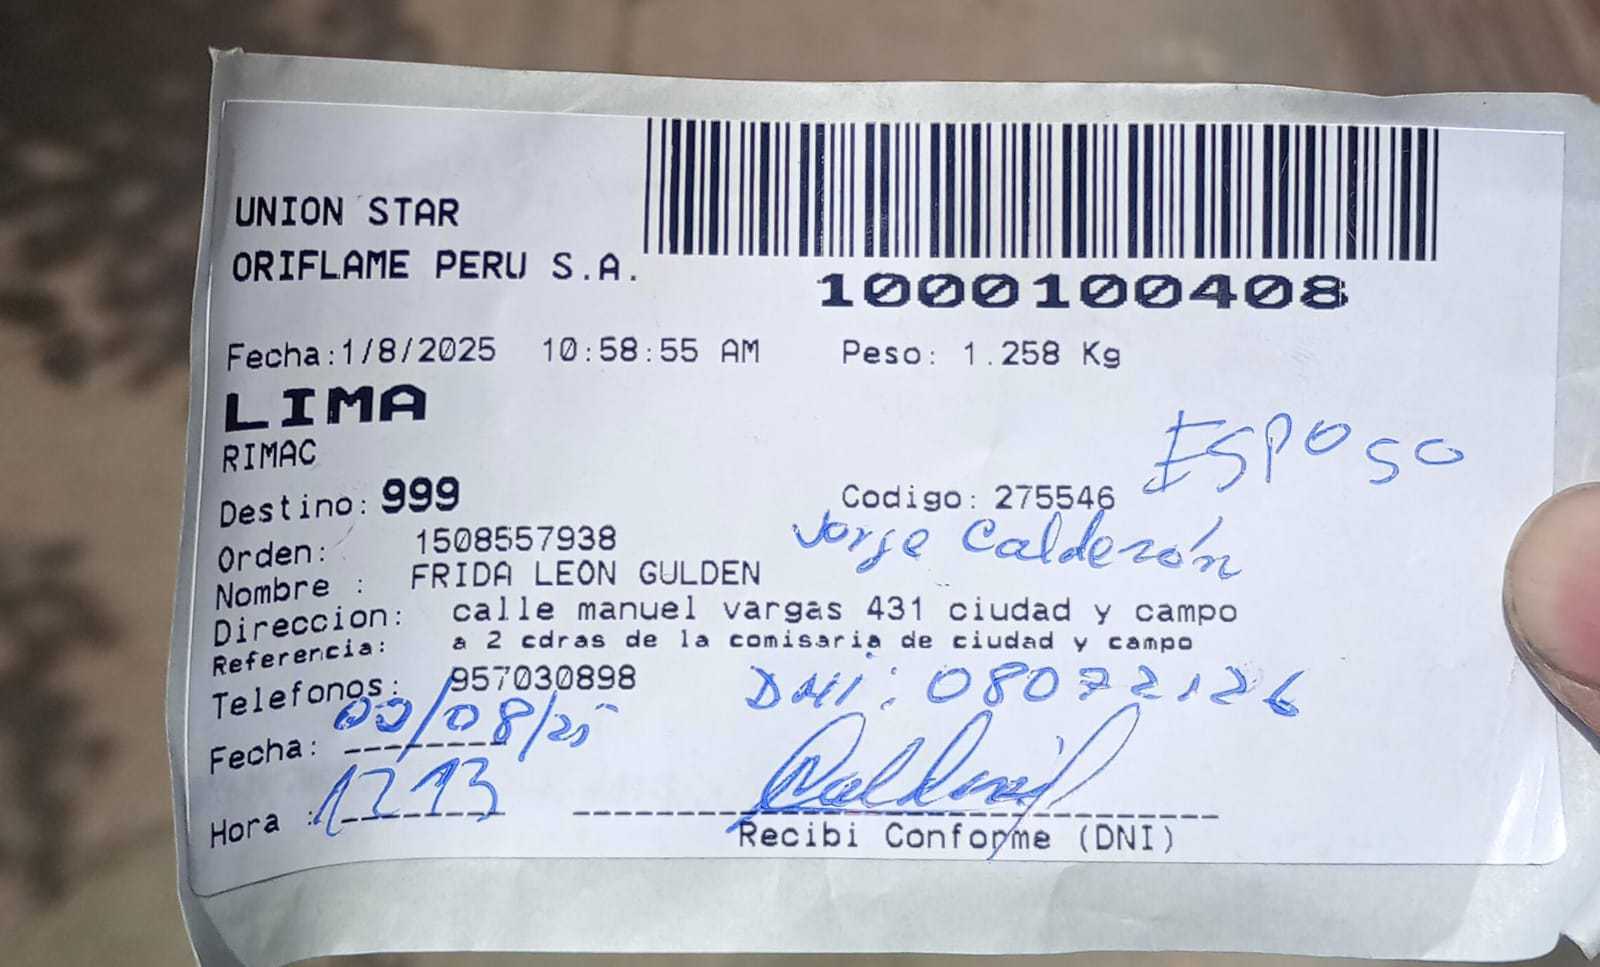 UNION STAR
ORIFLAME PERU S.A.
1000100408
Fecha:1/8/2025 10:58:55 AM Peso: 1.258 Kg
LIMA
RIMAC
ESPOSO
Destino: 999 Codigo: 275546
Orden: 1508557938
Jorge Calderón
Nombre : FRIDA LEON GULDEN
Direccion: calle manuel vargas 431 ciudad y campo
Referencia: a 2 cdras de la comisaria de ciudad y campo
Telefonos: 957030898
DNI: 08072126
Fecha: /08/25
Hora : 12 13
Recibi Conforme (DNI)